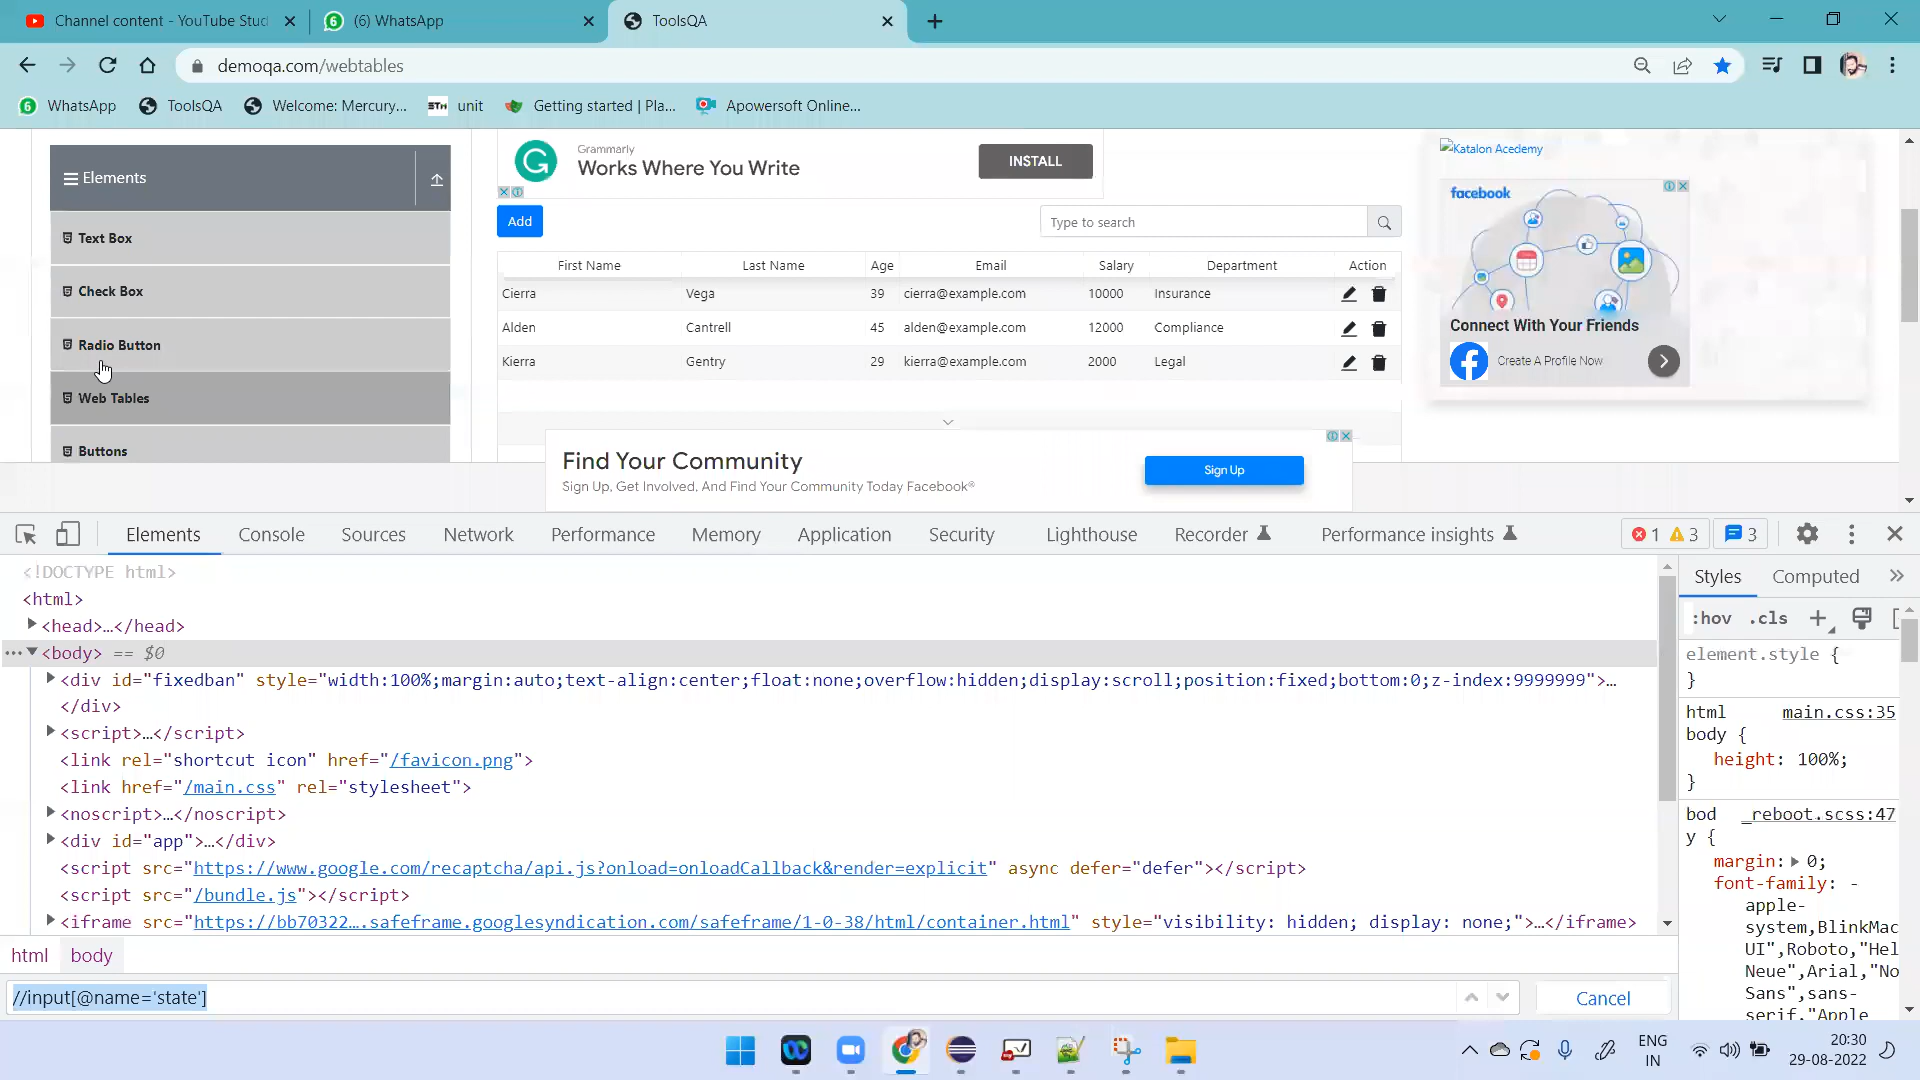 Channel content - YouTube Stud
(6) WhatsApp
ToolsQA
demoqa.com/webtables
WhatsApp
ToolsQA
Welcome: Mercury...
unit
Getting started | Pla...
Apowersoft Online...
Elements
Text Box
Check Box
Radio Button
Web Tables
Buttons
Grammarly
Works Where You Write
INSTALL
Add
Type to search
First Name Last Name Age Email Salary Department Action
Cierra Vega 39 cierra@example.com 10000 Insurance
Alden Cantrell 45 alden@example.com 12000 Compliance
Kierra Gentry 29 kierra@example.com 2000 Legal
Find Your Community
Sign Up, Get Involved, And Find Your Community Today Facebook®
Sign Up
Katalon Acedemy
facebook
Connect With Your Friends
Create A Profile Now
Elements Console Sources Network Performance Memory Application Security Lighthouse Recorder Performance insights 1 3 3
<!DOCTYPE html>
<html>
<head>…</head>
<body> == $0
<div id="fixedban" style="width:100%;margin:auto;text-align:center;float:none;overflow:hidden;display:scroll;position:fixed;bottom:0;z-index:9999999">…
</div>
<script>…</script>
<link rel="shortcut icon" href="/favicon.png">
<link href="/main.css" rel="stylesheet">
<noscript>…</noscript>
<div id="app">…</div>
<script src="https://www.google.com/recaptcha/api.js?onload=onloadCallback&render=explicit" async defer="defer"></script>
<script src="/bundle.js"></script>
<iframe src="https://bb70322….safeframe.googlesyndication.com/safeframe/1-0-38/html/container.html" style="visibility: hidden; display: none;">…</iframe>
html body
//input[@name='state']
Cancel
Styles Computed
:hov .cls
element.style {
}
html main.css:35
body {
height: 100%;
}
bod _reboot.scss:47
y {
margin: 0;
font-family: -
apple-
system,BlinkMac
UI",Roboto,"Hel
Neue",Arial,"No
Sans",sans-
serif,"Apple
ENG
IN
20:30
29-08-2022